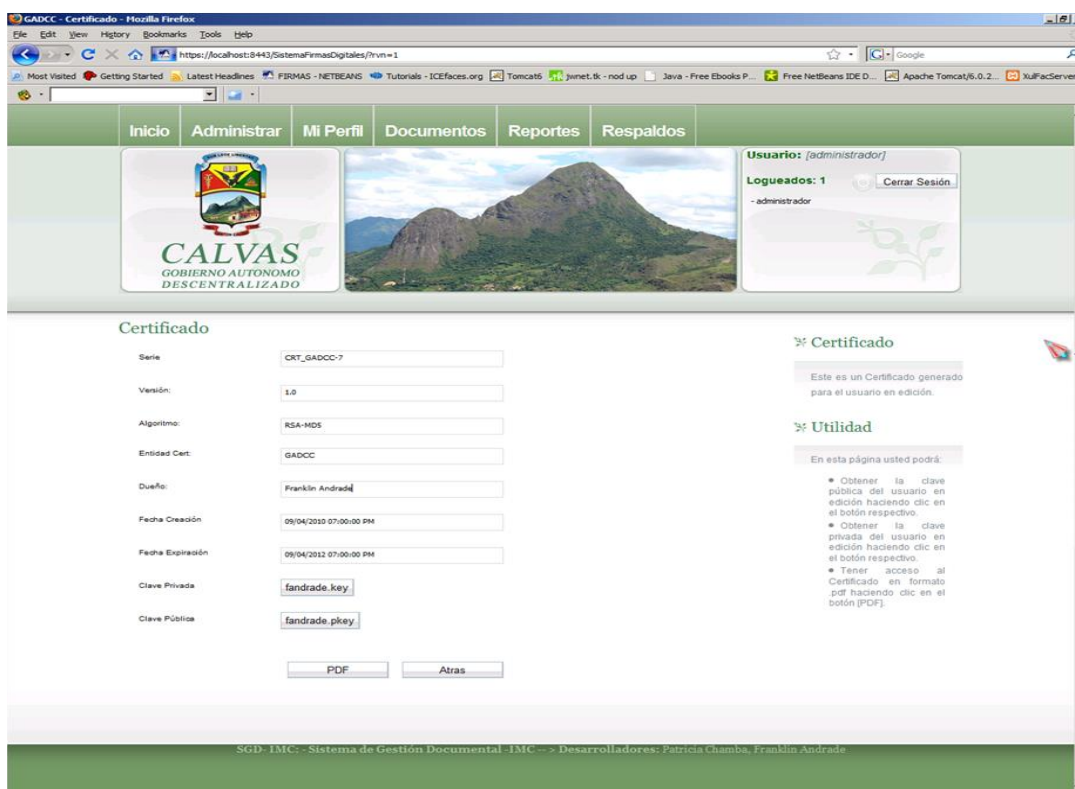 GADCC - Certificado - Mozilla Firefox
File Edit View History Bookmarks Tools Help
https://localhost:8443/SistemaFirmasDigitales/?rvn=1
Google
Most Visited Getting Started Latest Headlines FIRMAS - NETBEANS Tutorials - ICEfaces.org Tomcat6 jvnet.tk - nod up Java - Free Ebooks P... Free NetBeans IDE D... Apache Tomcat/6.0.2... XulFacServer
Inicio Administrar Mi Perfil Documentos Reportes Respaldos
CALVAS
GOBIERNO AUTONOMO
DESCENTRALIZADO
Usuario: [administrador]
Logueados: 1 Cerrar Sesión
- administrador
Certificado
Serie CRT_GADCC-7
Versión: 1.0
Algoritmo: RSA-MD5
Entidad Cert: GADCC
Dueño: Franklin Andrade
Fecha Creación 09/04/2010 07:00:00 PM
Fecha Expiración 09/04/2012 07:00:00 PM
Clave Privada fandrade.key
Clave Pública fandrade.pkey
PDF Atras
Certificado
Este es un Certificado generado
para el usuario en edición.
Utilidad
En esta página usted podrá:
• Obtener la clave
pública del usuario en
edición haciendo clic en
el botón respectivo.
• Obtener la clave
privada del usuario en
edición haciendo clic en
el botón respectivo.
• Tener acceso al
Certificado en formato
.pdf haciendo clic en el
botón [PDF].
SGD- IMC: - Sistema de Gestión Documental -IMC -- > Desarrolladores: Patricia Chamba, Franklin Andrade